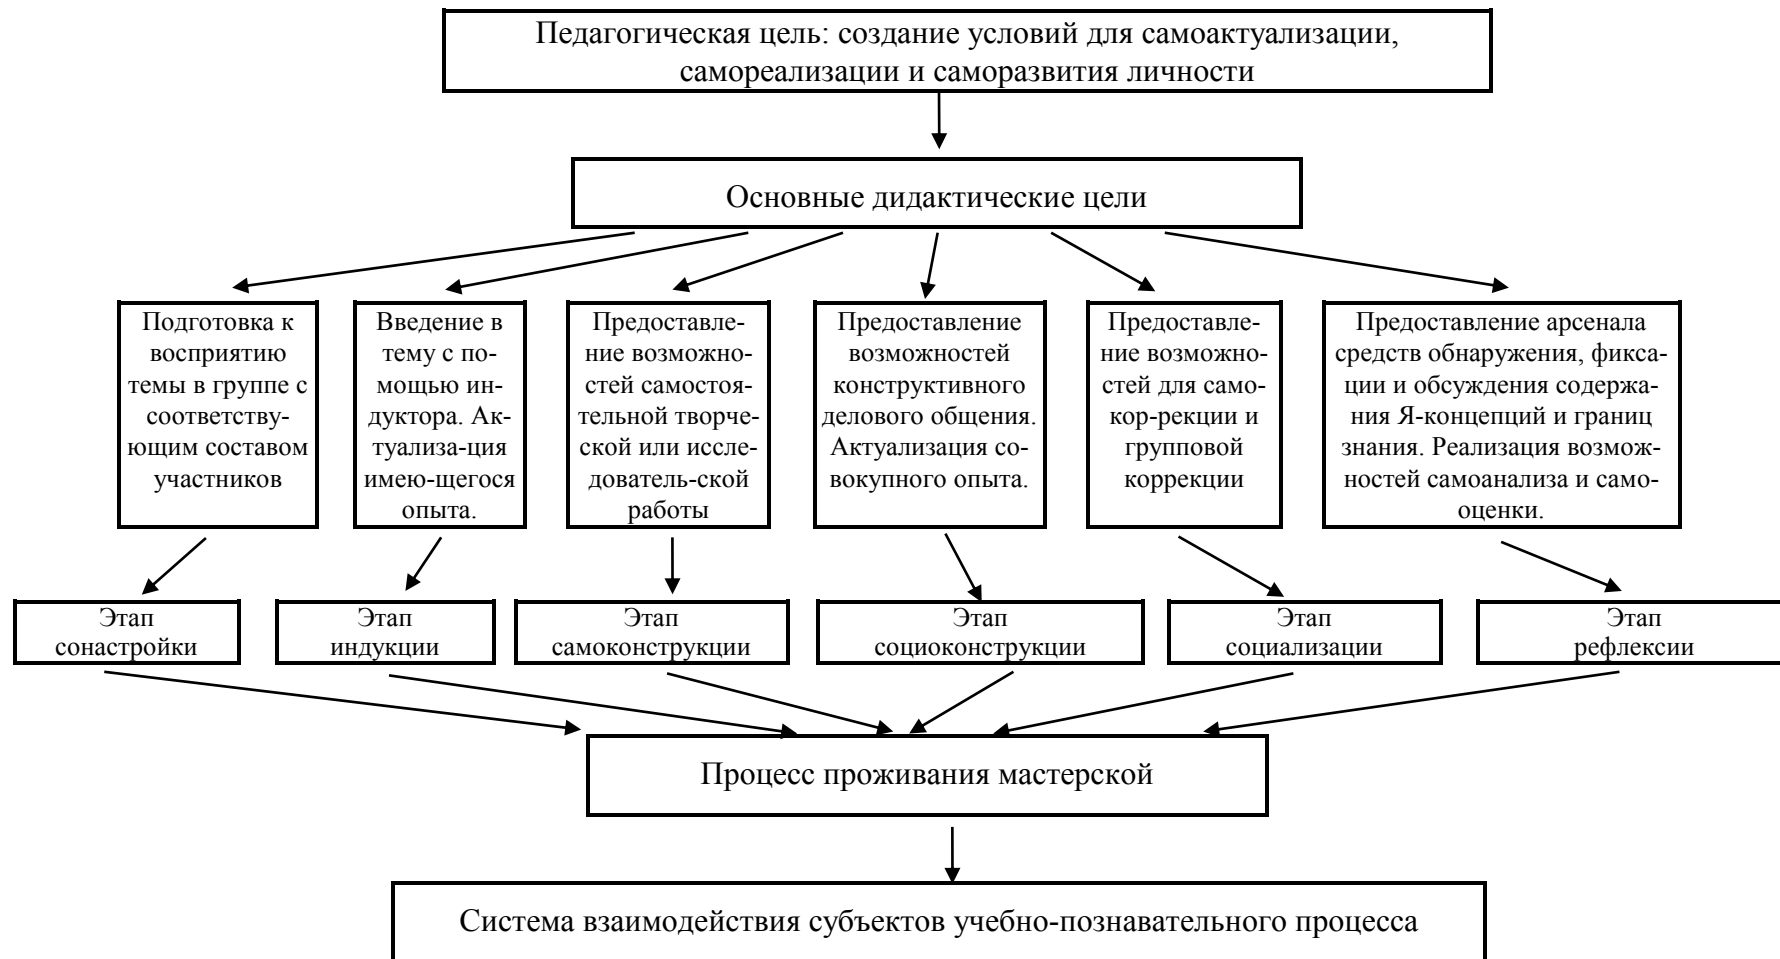 Педагогическая цель: создание условий для самоактуализации,
самореализации и саморазвития личности
Основные дидактические цели
Подготовка к
восприятию
темы в группе с
соответству-
ющим составом
участников
Введение в
тему с по-
мощью ин-
дуктора. Ак-
туализа-ция
имею-щегося
опыта.
Предоставле-
ние возможно-
стей самостоя-
тельной творче-
ской или иссле-
дователь-ской
работы
Предоставление
возможностей
конструктивного
делового общения.
Актуализация со-
вокупного опыта.
Предоставле-
ние возможно-
стей для само-
кор-рекции и
групповой
коррекции
Предоставление арсенала
средств обнаружения, фикса-
ции и обсуждения содержа-
ния Я-концепций и границ
знания. Реализация возмож-
ностей самоанализа и само-
оценки.
Этап
сонастройки
Этап
индукции
Этап
самоконструкции
Этап
социоконструкции
Этап
социализации
Этап
рефлексии
Процесс проживания мастерской
Система взаимодействия субъектов учебно-познавательного процесса